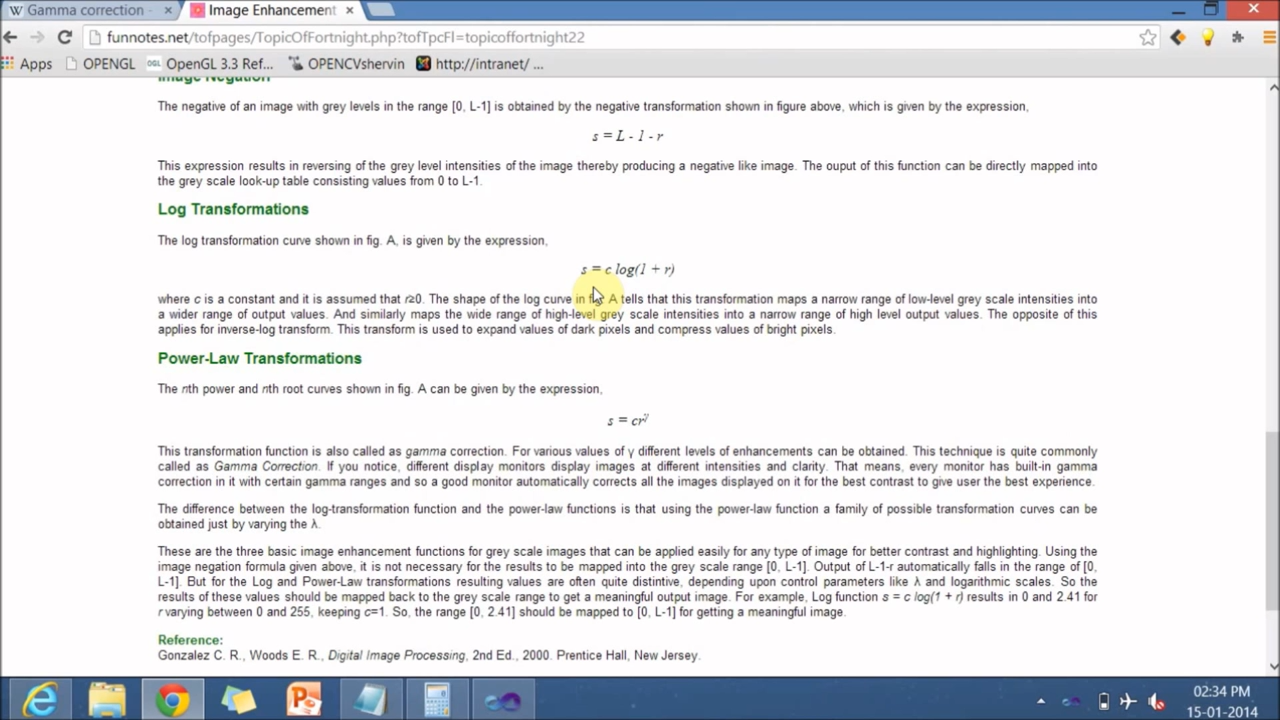 Gamma correction -
Image Enhancement
funnotes.net/tofpages/TopicOfFortnight.php?tofTpcFl=topicoffortnight22
Apps OPENGL OpenGL 3.3 Ref... OPENCVshervin http://intranet/ ...
Image Negation
The negative of an image with grey levels in the range [0, L-1] is obtained by the negative transformation shown in figure above, which is given by the expression,
s = L - 1 - r
This expression results in reversing of the grey level intensities of the image thereby producing a negative like image. The ouput of this function can be directly mapped into
the grey scale look-up table consisting values from 0 to L-1.
Log Transformations
The log transformation curve shown in fig. A, is given by the expression,
s = c log(1 + r)
where c is a constant and it is assumed that r≥0. The shape of the log curve in fig. A tells that this transformation maps a narrow range of low-level grey scale intensities into
a wider range of output values. And similarly maps the wide range of high-level grey scale intensities into a narrow range of high level output values. The opposite of this
applies for inverse-log transform. This transform is used to expand values of dark pixels and compress values of bright pixels.
Power-Law Transformations
The nth power and nth root curves shown in fig. A can be given by the expression,
s = crᵞ
This transformation function is also called as gamma correction. For various values of γ different levels of enhancements can be obtained. This technique is quite commonly
called as Gamma Correction. If you notice, different display monitors display images at different intensities and clarity. That means, every monitor has built-in gamma
correction in it with certain gamma ranges and so a good monitor automatically corrects all the images displayed on it for the best contrast to give user the best experience.
The difference between the log-transformation function and the power-law functions is that using the power-law function a family of possible transformation curves can be
obtained just by varying the λ.
These are the three basic image enhancement functions for grey scale images that can be applied easily for any type of image for better contrast and highlighting. Using the
image negation formula given above, it is not necessary for the results to be mapped into the grey scale range [0, L-1]. Output of L-1-r automatically falls in the range of [0,
L-1]. But for the Log and Power-Law transformations resulting values are often quite distintive, depending upon control parameters like λ and logarithmic scales. So the
results of these values should be mapped back to the grey scale range to get a meaningful output image. For example, Log function s = c log(1 + r) results in 0 and 2.41 for
r varying between 0 and 255, keeping c=1. So, the range [0, 2.41] should be mapped to [0, L-1] for getting a meaningful image.
Reference:
Gonzalez C. R., Woods E. R., Digital Image Processing, 2nd Ed., 2000. Prentice Hall, New Jersey.
02:34 PM
15-01-2014